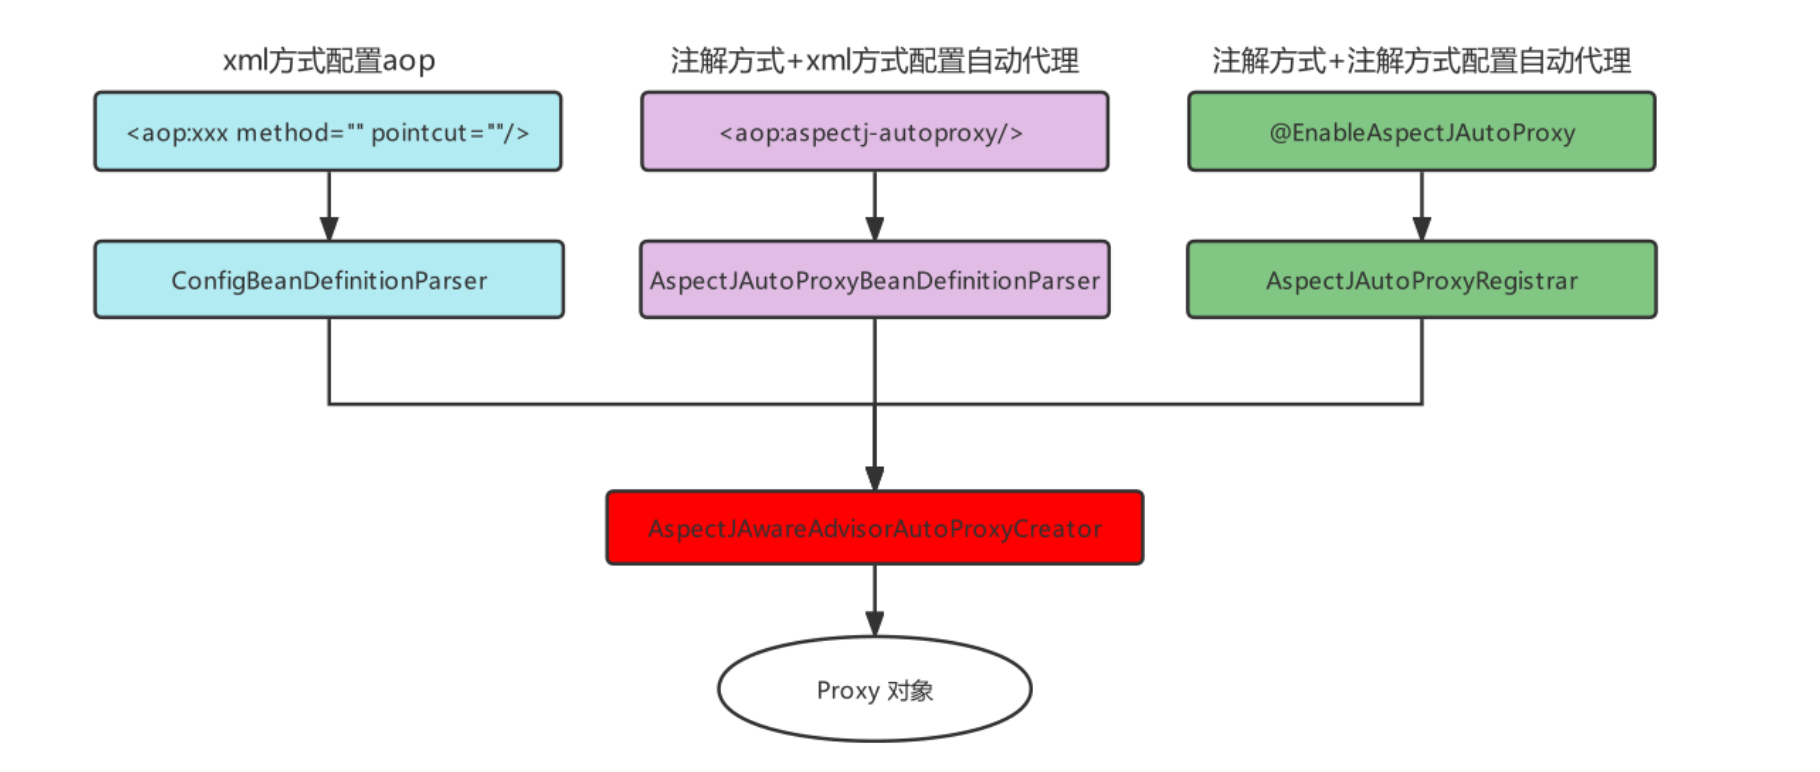 xml方式配置aop
注解方式+xml方式配置自动代理
注解方式+注解方式配置自动代理
<aop:xxx method="" pointcut=""/>
<aop:aspectj-autoproxy/>
@EnableAspectJAutoProxy
ConfigBeanDefinitionParser
AspectJAutoProxyBeanDefinitionParser
AspectJAutoProxyRegistrar
AspectJAwareAdvisorAutoProxyCreator
Proxy 对象